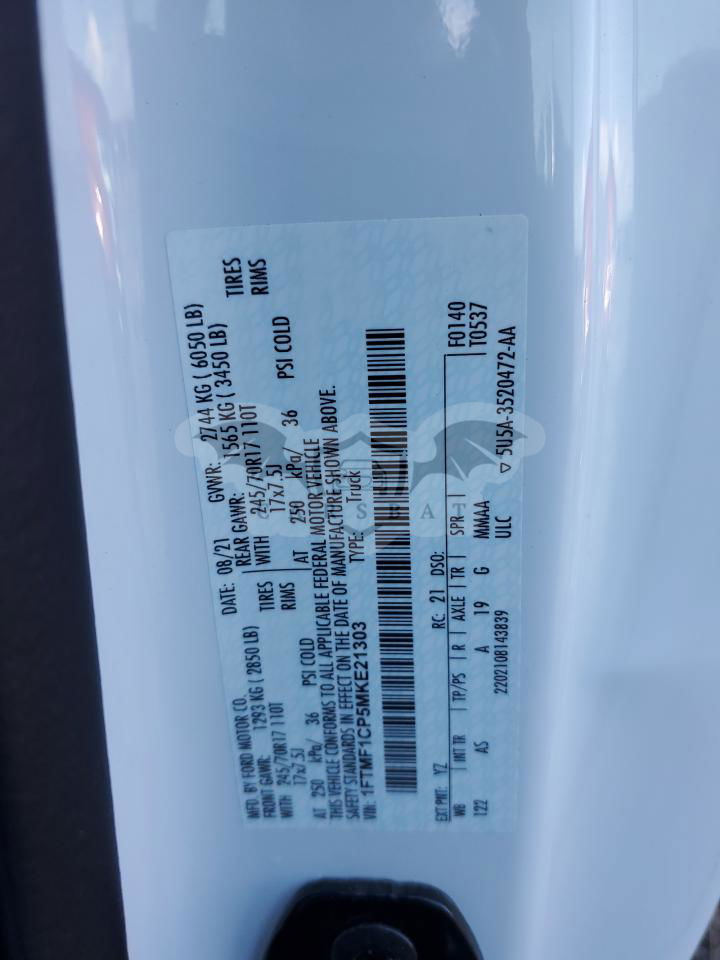 MFD. BY FORD MOTOR CO.
DATE: 08/21 GVWR: 2744 KG ( 6050 LB)
FRONT GAWR: 1293 KG ( 2850 LB) REAR GAWR: 1565 KG ( 3450 LB)
WITH 245/70R17 110T TIRES WITH 245/70R17 110T TIRES
17x7.5J RIMS 17x7.5J RIMS
AT 250 kPa/ 36 PSI COLD AT 250 kPa/ 36 PSI COLD
THIS VEHICLE CONFORMS TO ALL APPLICABLE FEDERAL MOTOR VEHICLE
SAFETY STANDARDS IN EFFECT ON THE DATE OF MANUFACTURE SHOWN ABOVE.
VIN: 1FTMF1CP5MKE21303 TYPE: Truck
EXT PNT: YZ RC: 21 DSO: F0140
WB INT TR TP/PS R AXLE TR SPR T0537
122 AS A 19 G MMAA
2202108143839 ULC ▽ 5U5A-3520472-AA
SBAT